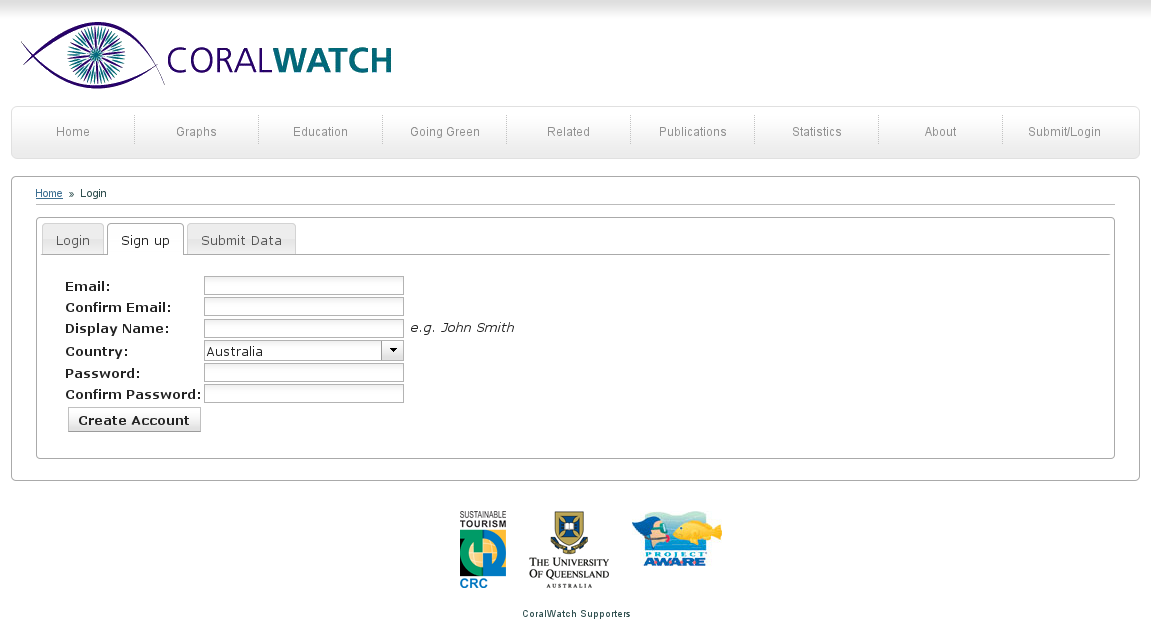 CORALWATCH
Home Graphs Education Going Green Related Publications Statistics About Submit/Login
Home » Login
Login Sign up Submit Data
Email:
Confirm Email:
Display Name: e.g. John Smith
Country: Australia
Password:
Confirm Password:
Create Account
SUSTAINABLE
TOURISM
CRC
THE UNIVERSITY
OF QUEENSLAND
AUSTRALIA
PROJECT
AWARE
CoralWatch Supporters